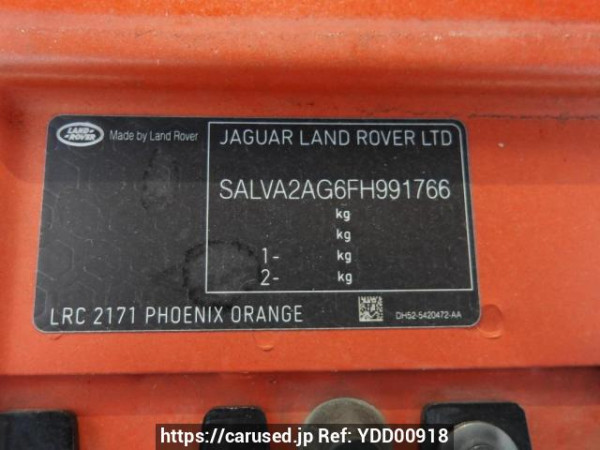 LAND ROVER
Made by Land Rover
JAGUAR LAND ROVER LTD
SALVA2AG6FH991766
kg
kg
1- kg
2- kg
LRC 2171 PHOENIX ORANGE
DH52-5420472-AA
https://carused.jp Ref: YDD00918